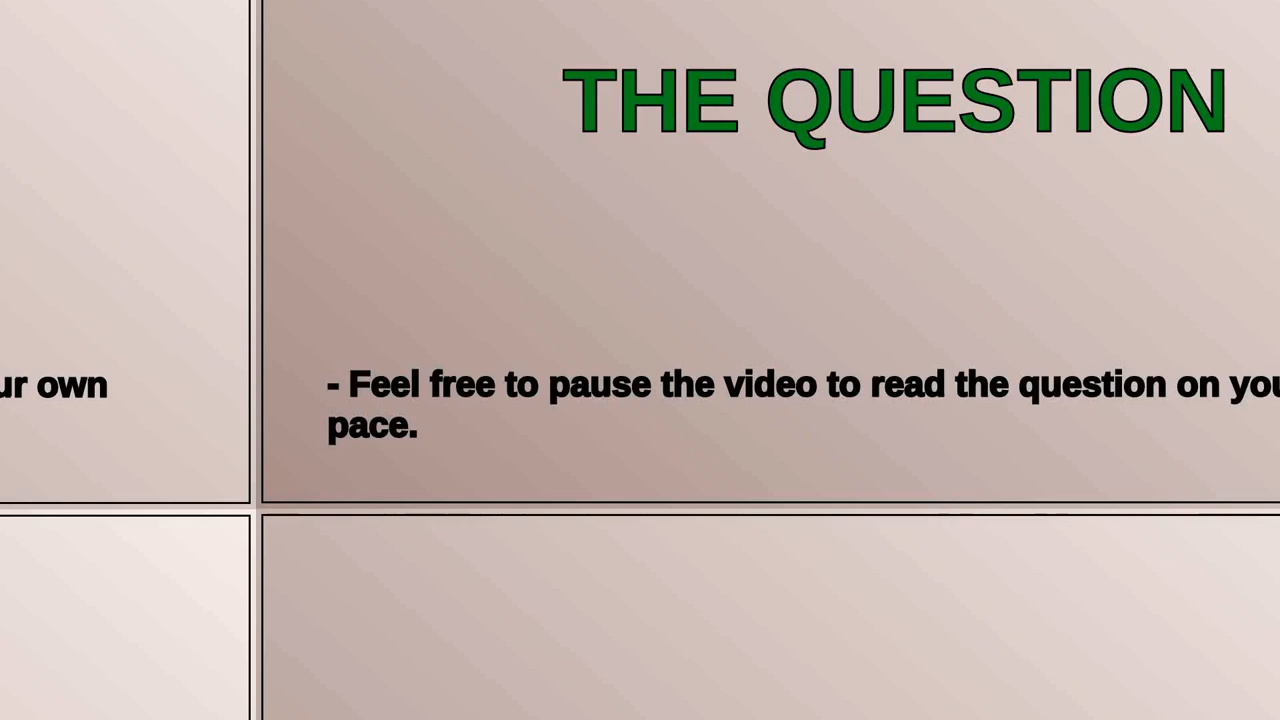 THE QUESTION
ur own
- Feel free to pause the video to read the question on you
pace.